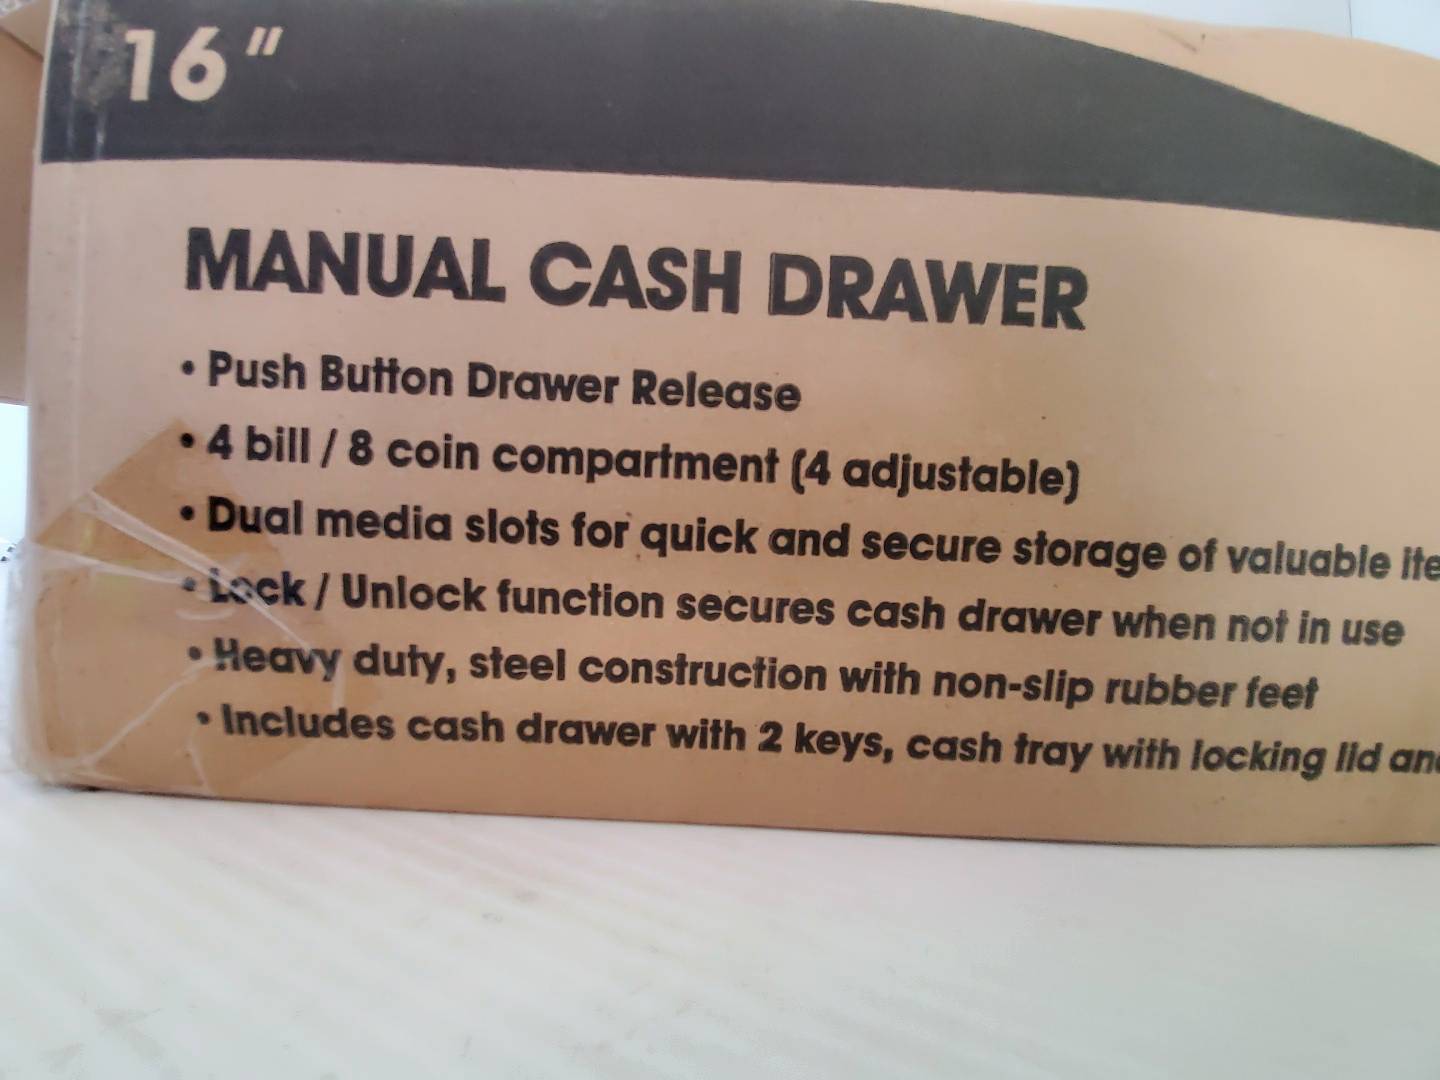 16"
MANUAL CASH DRAWER
• Push Button Drawer Release
• 4 bill / 8 coin compartment (4 adjustable)
• Dual media slots for quick and secure storage of valuable
• Lock / Unlock function secures cash drawer when not in use
• Heavy duty, steel construction with non-slip rubber feet
• Includes cash drawer with 2 keys, cash tray with locking lid